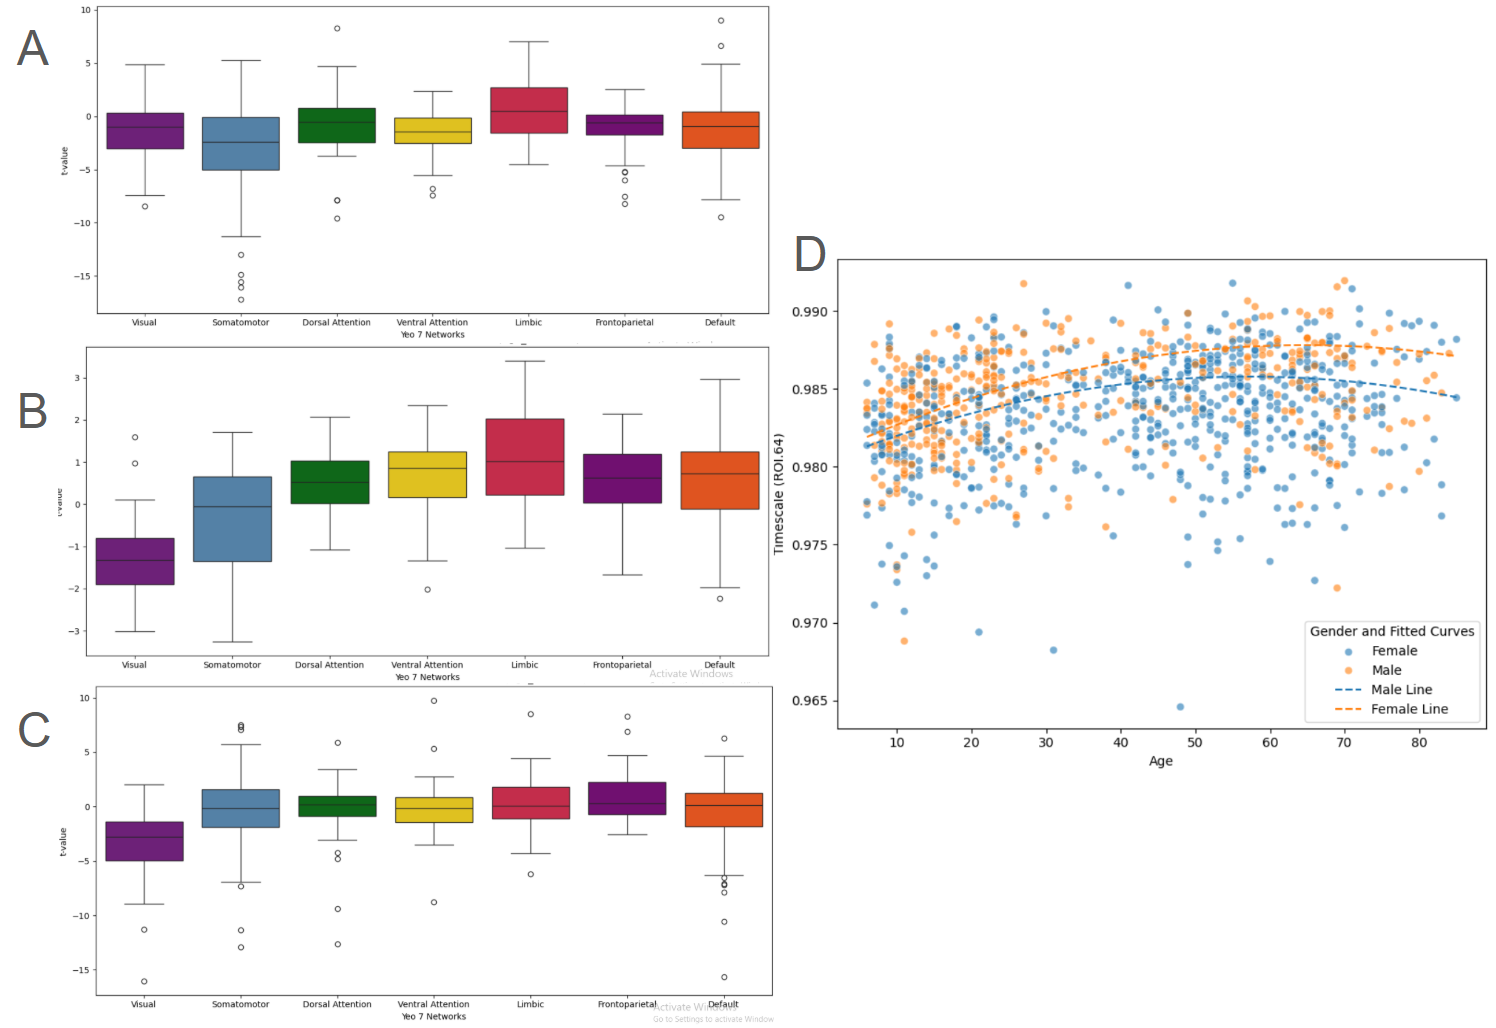 A
10
5
0
−5
−10
−15
t-value
Visual
Somatomotor
Dorsal Attention
Ventral Attention
Limbic
Frontoparietal
Default
Yeo 7 Networks
B
3
2
1
0
−1
−2
−3
t-value
Visual
Somatomotor
Dorsal Attention
Ventral Attention
Limbic
Frontoparietal
Default
Yeo 7 Networks
Activate Windows
C
10
5
0
−5
−10
−15
t-value
Visual
Somatomotor
Dorsal Attention
Ventral Attention
Limbic
Frontoparietal
Default
Yeo 7 Networks
Activate Windows
Go to Settings to activate Window
D
0.990
0.985
0.980
0.975
0.970
0.965
Timescale (ROI.64)
10
20
30
40
50
60
70
80
Age
Gender and Fitted Curves
Female
Male
Male Line
Female Line